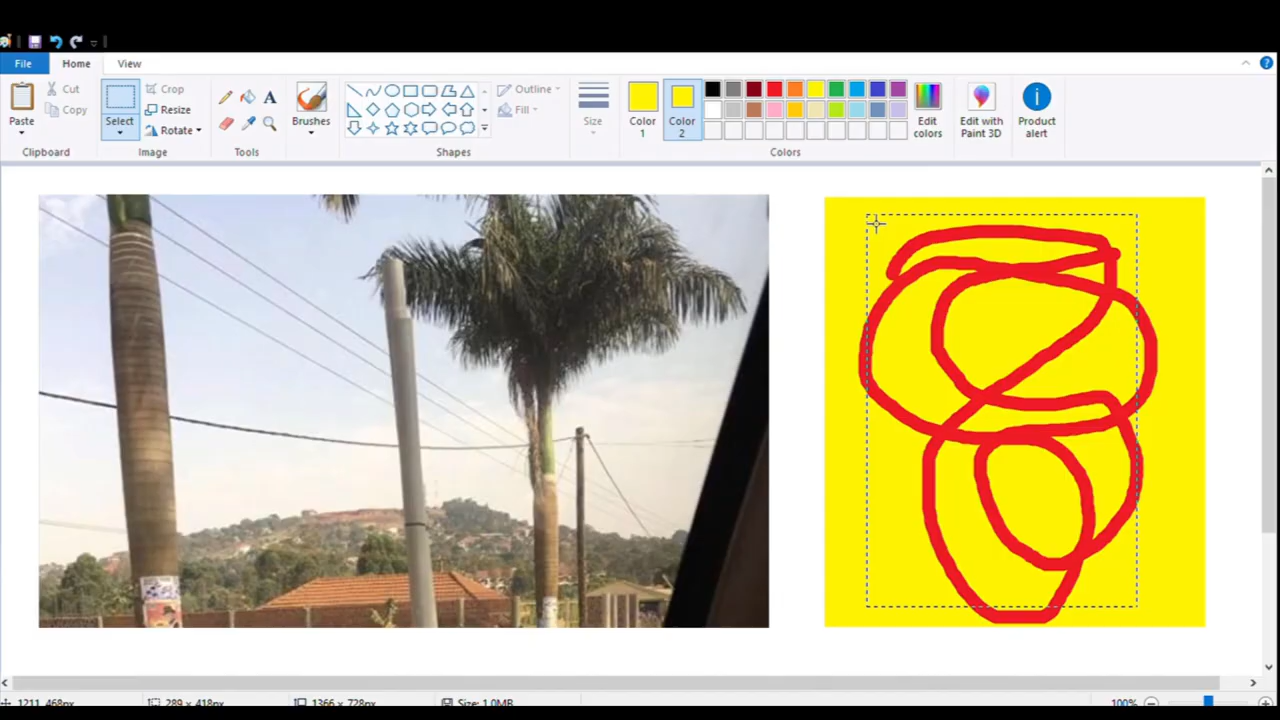 File Home View
Cut
Copy
Paste
Clipboard
Select
Crop
Resize
Rotate
Image
A
Tools
Brushes
Shapes
Outline
Fill
Size
Color 1
Color 2
Colors
Edit colors
Edit with Paint 3D
Product alert
1211, 468px 289 × 418px 1366 × 728px Size: 1.0MB 100%